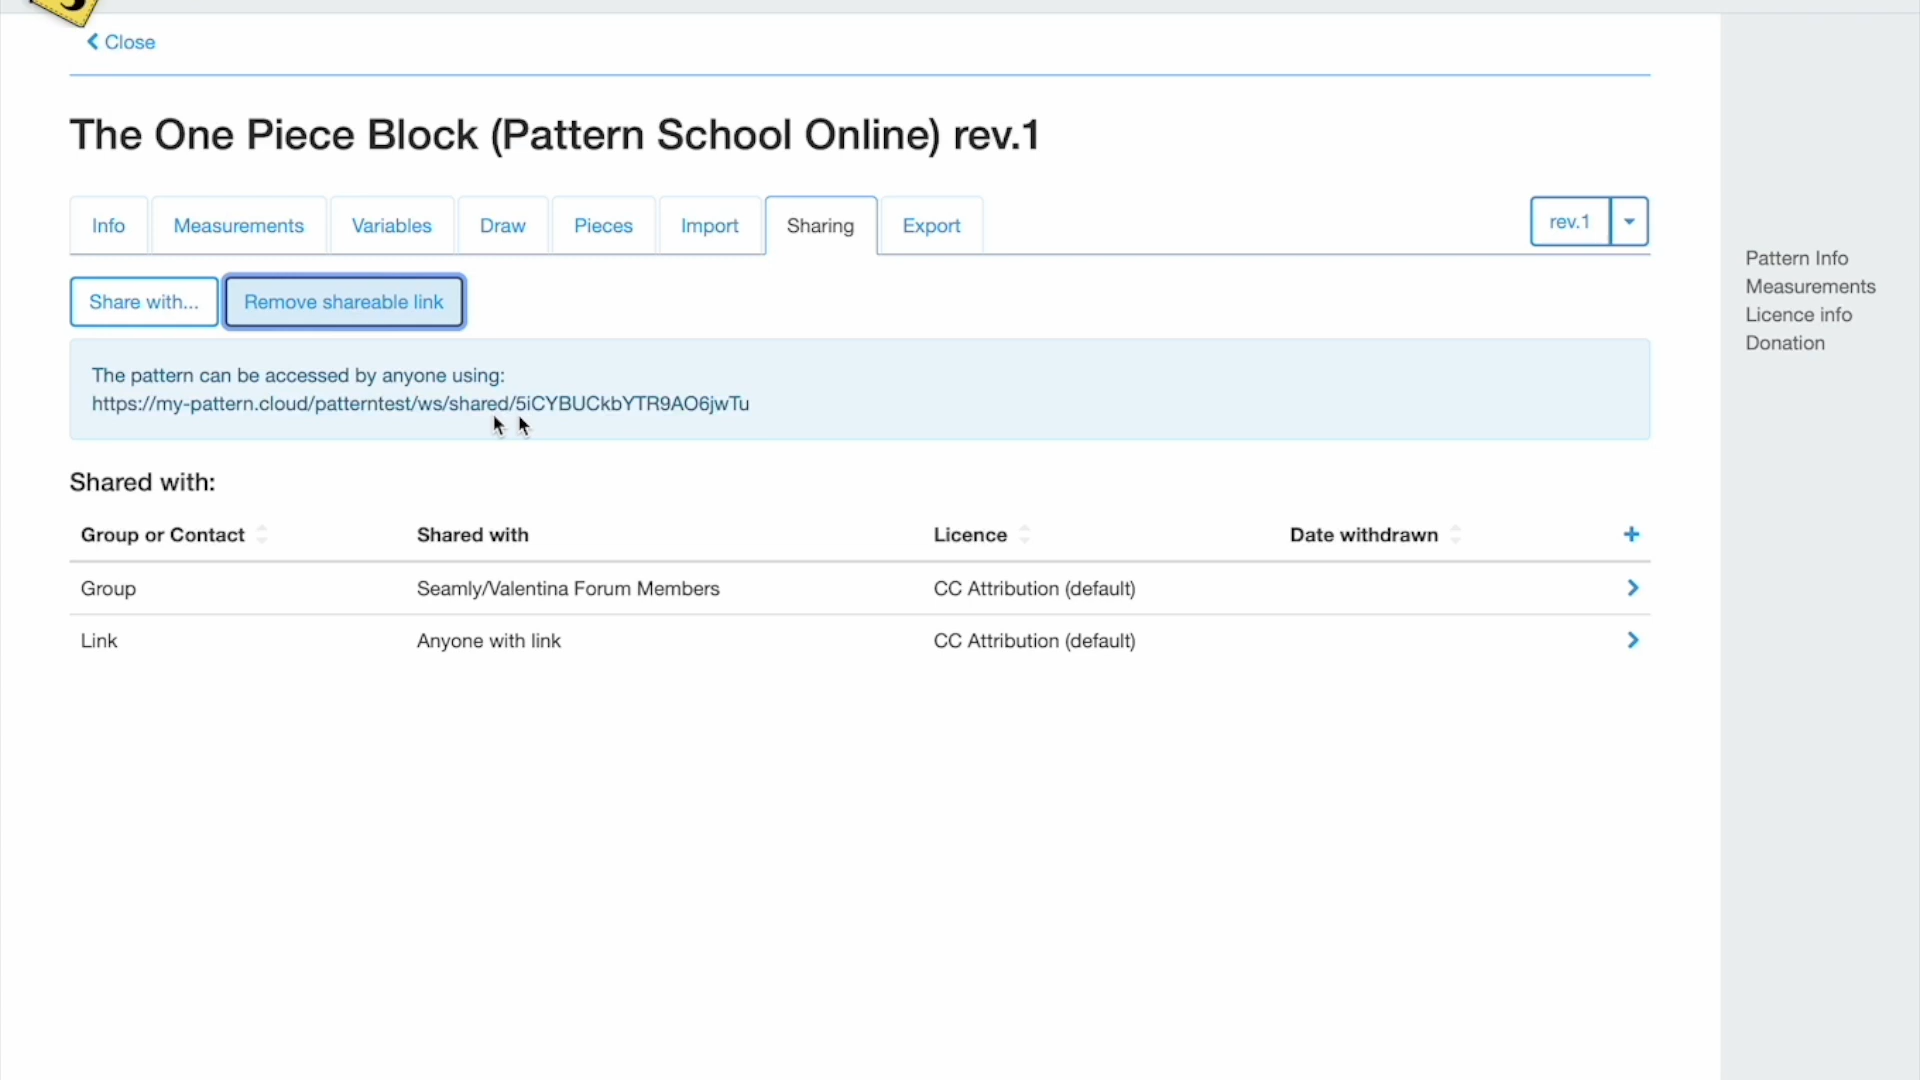 Close
The One Piece Block (Pattern School Online) rev.1
Info Measurements Variables Draw Pieces Import Sharing Export rev.1
Share with... Remove shareable link
The pattern can be accessed by anyone using:
https://my-pattern.cloud/patterntest/ws/shared/5iCYBUCkbYTR9AO6jwTu
Shared with:
Group or Contact Shared with Licence Date withdrawn +
Group Seamly/Valentina Forum Members CC Attribution (default)
Link Anyone with link CC Attribution (default)
Pattern Info
Measurements
Licence info
Donation